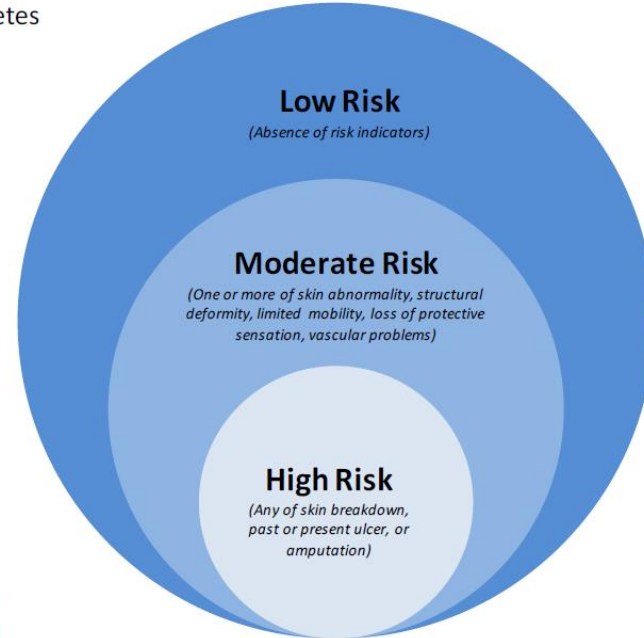 etes
Low Risk
(Absence of risk indicators)
Moderate Risk
(One or more of skin abnormality, structural
deformity, limited mobility, loss of protective
sensation, vascular problems)
High Risk
(Any of skin breakdown,
past or present ulcer, or
amputation)